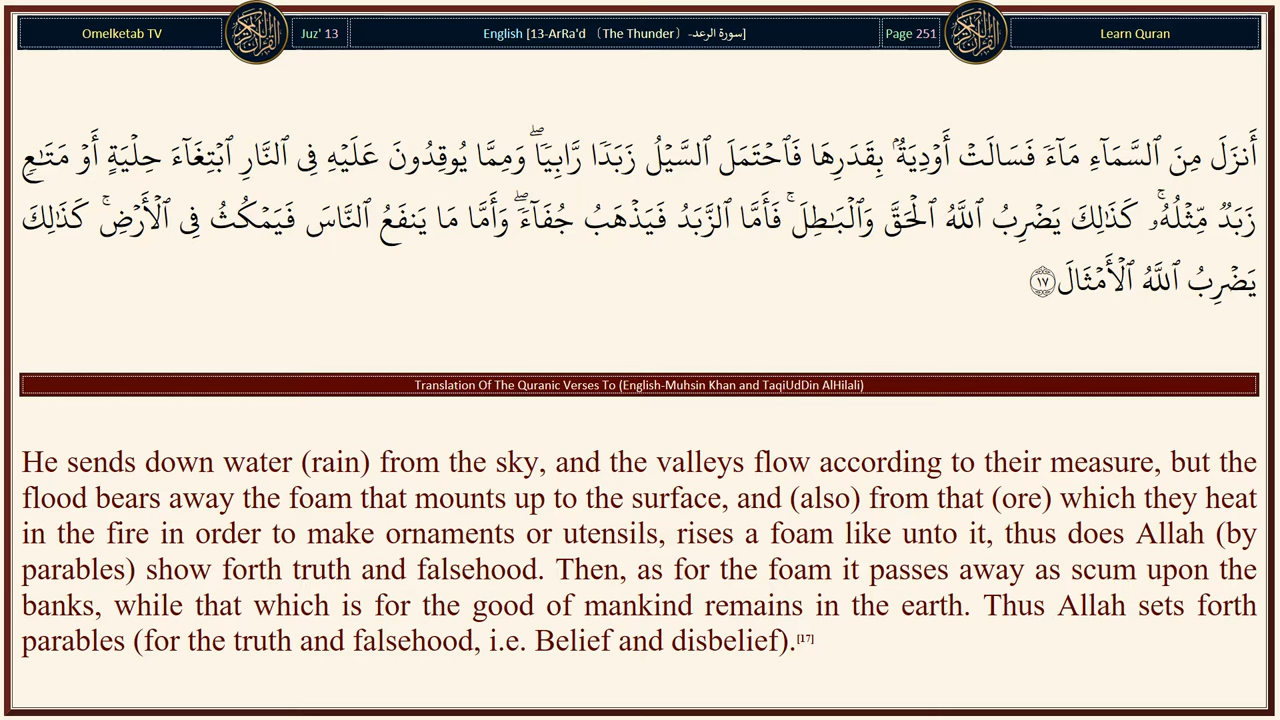 Omelketab TV
Juz' 13
English [13-ArRa'd (The Thunder) -سورة الرعد]
Page 251
Learn Quran
أَنزَلَ مِنَ ٱلسَّمَآءِ مَآءٗ فَسَالَتۡ أَوۡدِيَةُۢ بِقَدَرِهَا فَٱحۡتَمَلَ ٱلسَّيۡلُ زَبَدٗا رَّابِيٗاۖ وَمِمَّا يُوقِدُونَ عَلَيۡهِ فِي ٱلنَّارِ ٱبۡتِغَآءَ حِلۡيَةٍ أَوۡ مَتَٰعٖ
زَبَدٞ مِّثۡلُهُۥۚ كَذَٰلِكَ يَضۡرِبُ ٱللَّهُ ٱلۡحَقَّ وَٱلۡبَٰطِلَۚ فَأَمَّا ٱلزَّبَدُ فَيَذۡهَبُ جُفَآءٗۖ وَأَمَّا مَا يَنفَعُ ٱلنَّاسَ فَيَمۡكُثُ فِي ٱلۡأَرۡضِۚ كَذَٰلِكَ
يَضۡرِبُ ٱللَّهُ ٱلۡأَمۡثَالَ ١٧
Translation Of The Quranic Verses To (English-Muhsin Khan and TaqiUdDin AlHilali)
He sends down water (rain) from the sky, and the valleys flow according to their measure, but the
flood bears away the foam that mounts up to the surface, and (also) from that (ore) which they heat
in the fire in order to make ornaments or utensils, rises a foam like unto it, thus does Allah (by
parables) show forth truth and falsehood. Then, as for the foam it passes away as scum upon the
banks, while that which is for the good of mankind remains in the earth. Thus Allah sets forth
parables (for the truth and falsehood, i.e. Belief and disbelief).[17]